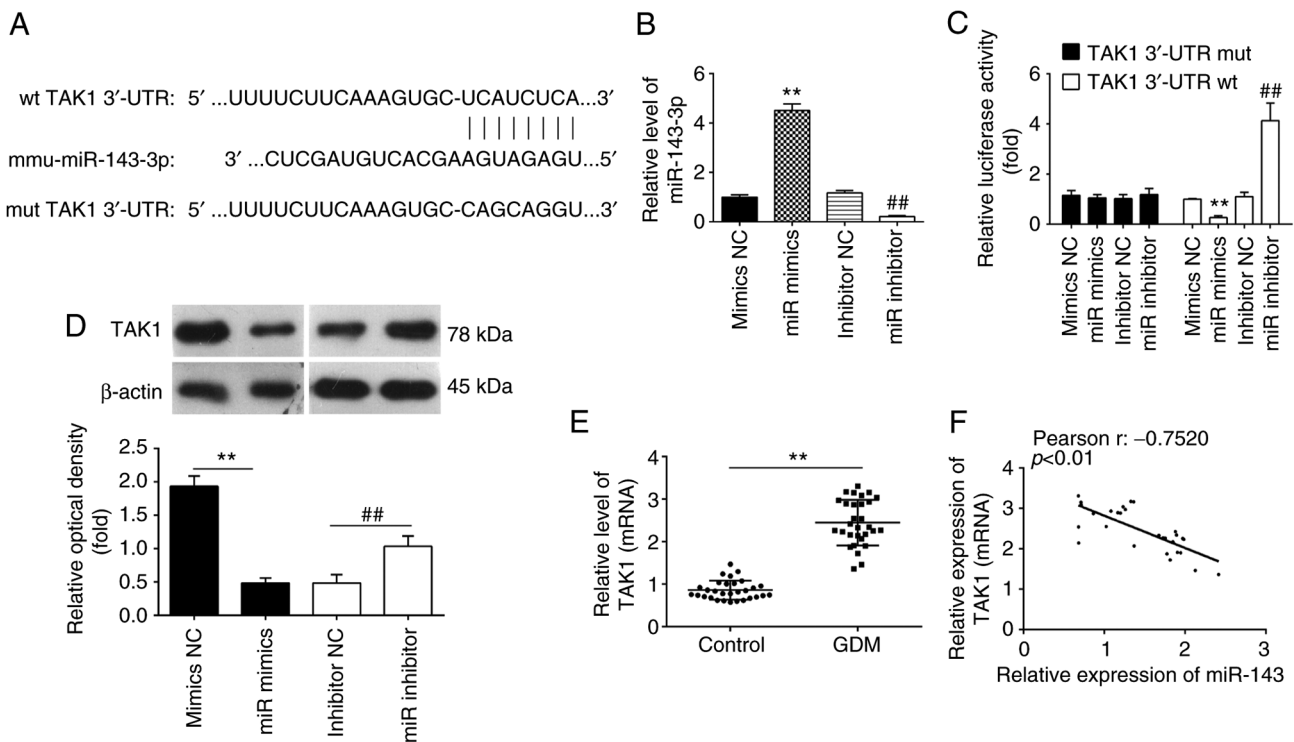 A
wt TAK1 3′-UTR: 5′ ...UUUUCUUCAAAGUGC-UCAUCUCA...3′
mmu-miR-143-3p: 3′ ...CUCGAUGUCACGAAGUAGAGU...5′
mut TAK1 3′-UTR: 5′ ...UUUUCUUCAAGUGC-CAGCAGGU...3′
B
Relative level of
miR-143-3p
6
4
2
0
**
##
Mimics NC
miR mimics
Inhibitor NC
miR inhibitor
C
TAK1 3′-UTR mut
TAK1 3′-UTR wt
Relative luciferase activity
(fold)
6
4
2
0
**
##
Mimics NC
miR mimics
Inhibitor NC
miR inhibitor
Mimics NC
miR mimics
Inhibitor NC
miR inhibitor
D
TAK1
78 kDa
β-actin
45 kDa
Relative optical density
(fold)
2.5
2.0
1.5
1.0
0.5
0.0
**
##
Mimics NC
miR mimics
Inhibitor NC
miR inhibitor
E
Relative level of
TAK1 (mRNA)
4
3
2
1
0
**
Control
GDM
F
Pearson r: −0.7520
p<0.01
Relative expression of
TAK1 (mRNA)
4
3
2
1
0
0 1 2 3
Relative expression of miR-143